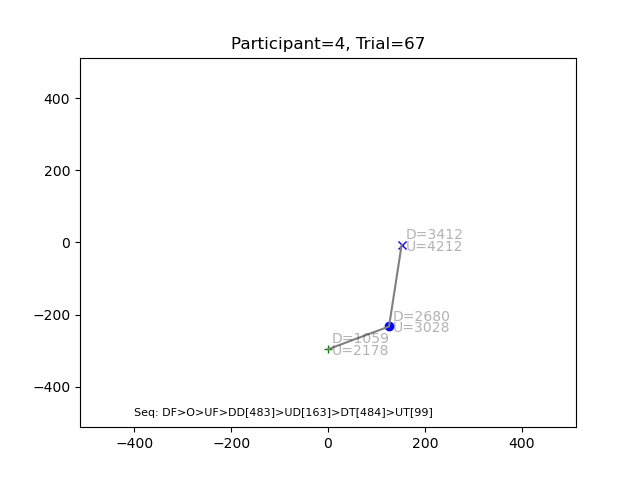 Participant=4, Trial=67
400
200
0
−200
−400
D=3412
U=4212
D=2680
U=3028
D=1059
U=2178
Seq: DF>O>UF>DD[483]>UD[163]>DT[484]>UT[99]
−400 −200 0 200 400